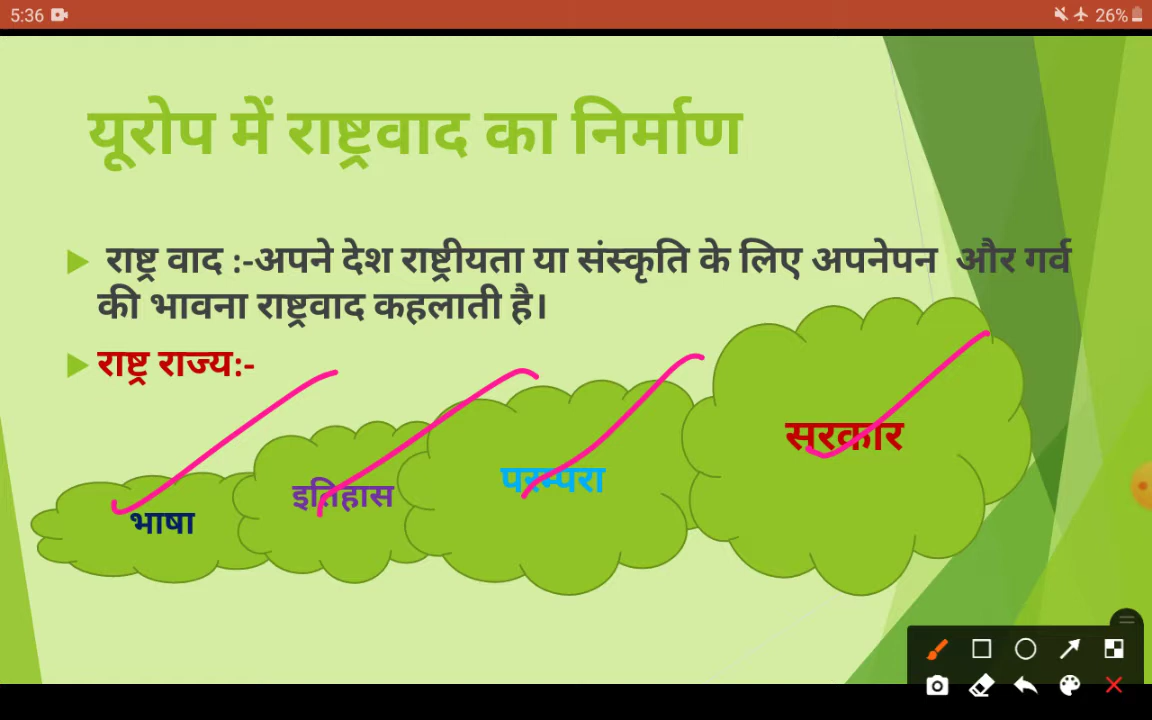 5:36
26%
यूरोप में राष्ट्रवाद का निर्माण
राष्ट्र वाद :-अपने देश राष्ट्रीयता या संस्कृति के लिए अपनेपन और गर्व
की भावना राष्ट्रवाद कहलाती है।
राष्ट्र राज्य:-
सरकार
परम्परा
इतिहास
भाषा